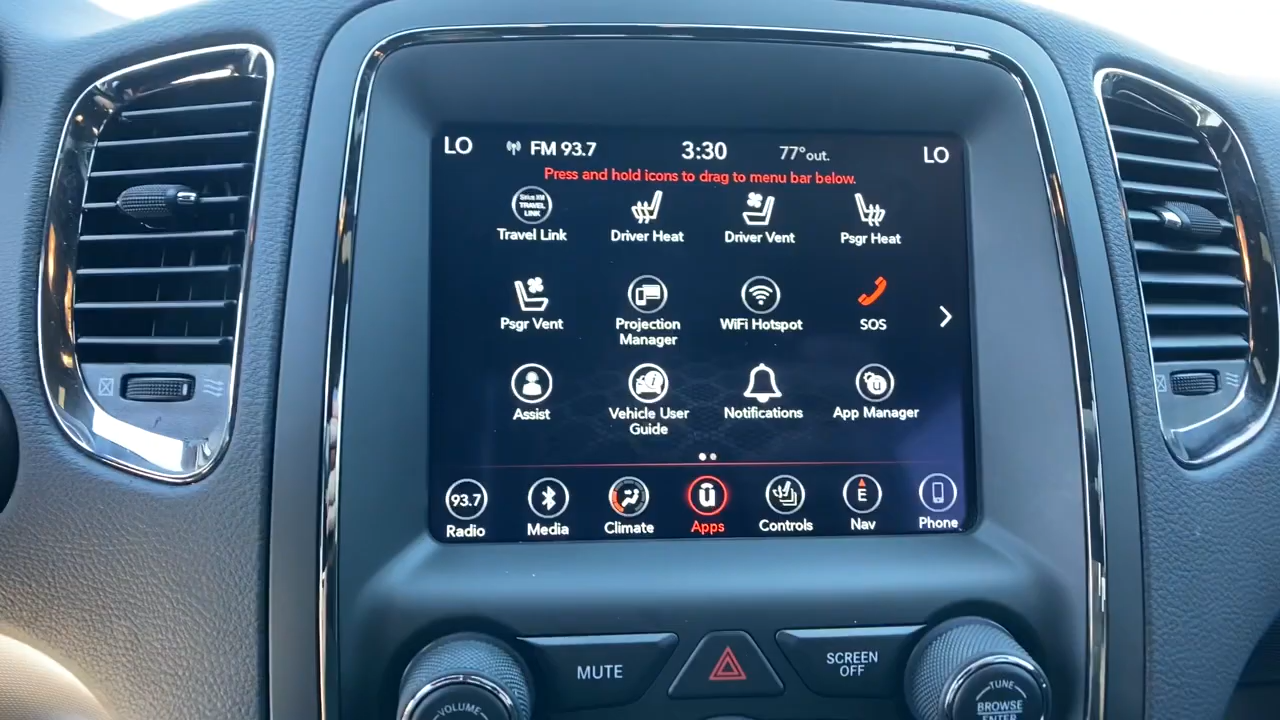 LO FM 93.7 3:30 77°out. LO
Press and hold icons to drag to menu bar below.
SiriusXM
TRAVEL
LINK
Travel Link Driver Heat Driver Vent Psgr Heat
Psgr Vent Projection Manager WiFi Hotspot SOS
Assist Vehicle User Guide Notifications App Manager
93.7 E
Radio Media Climate Apps Controls Nav Phone
MUTE
SCREEN
OFF
VOLUME
TUNE
BROWSE
ENTER